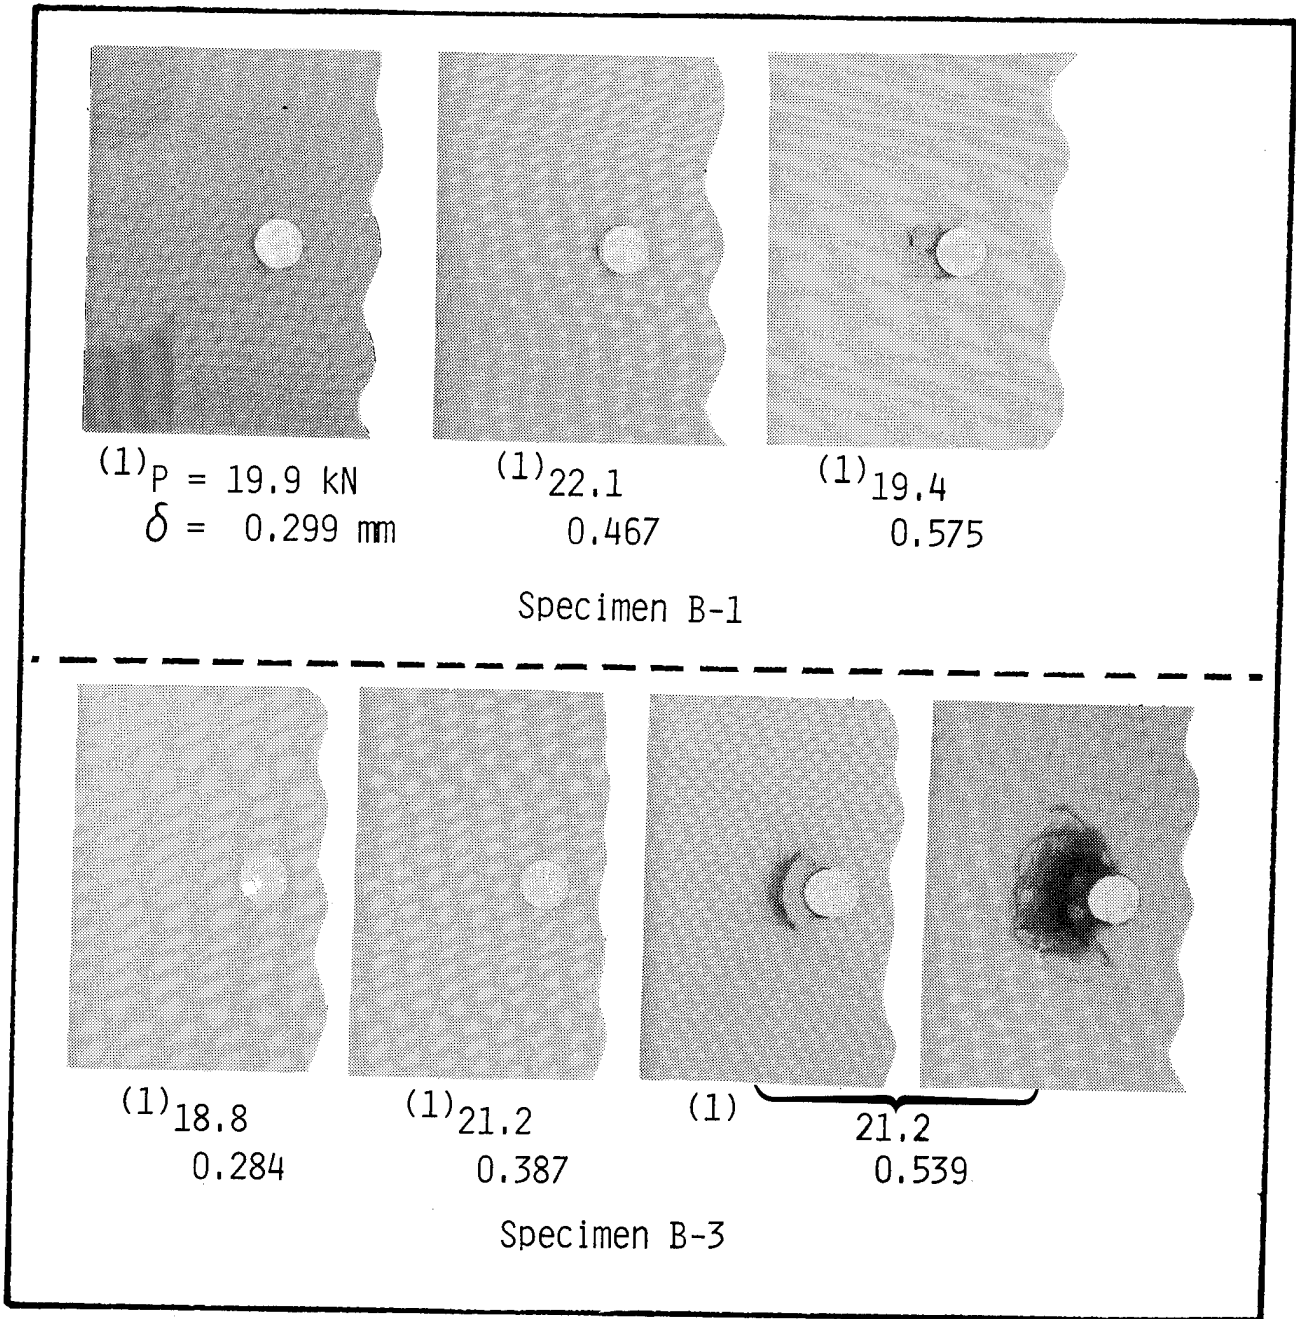 (1)P = 19.9 kN
δ = 0.299 mm
(1)22.1
0.467
(1)19.4
0.575
Specimen B-1
(1)18.8
0.284
(1)21.2
0.387
(1) 21.2
0.539
Specimen B-3